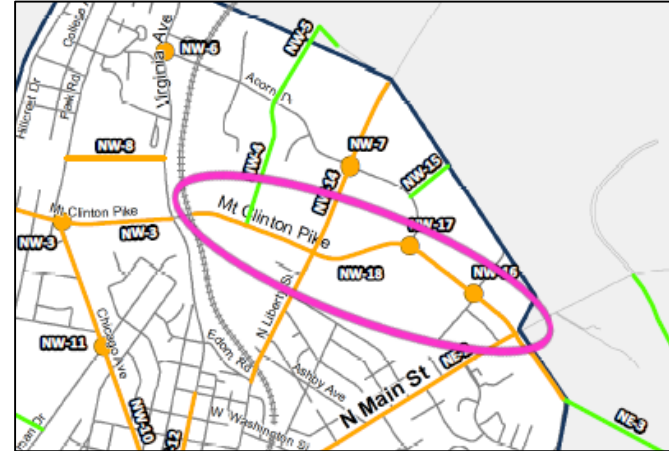 College A
Virginia Ave
NW-6
NW-5
Hillcrest Dr
Park Rd
Acorn D
NW-8
NW-4
NW-7
NW-14
NW-15
Mt Clinton Pike
NW-3
NW-3
Mt Clinton Pike
NW-17
NW-18
NW-16
N Liberty St
NW-11
Chicago Ave
Edom Rd
Ashby Ave
NE-
N Main St
NW-10
NW-12
W Washington St
man Dr
NE-3